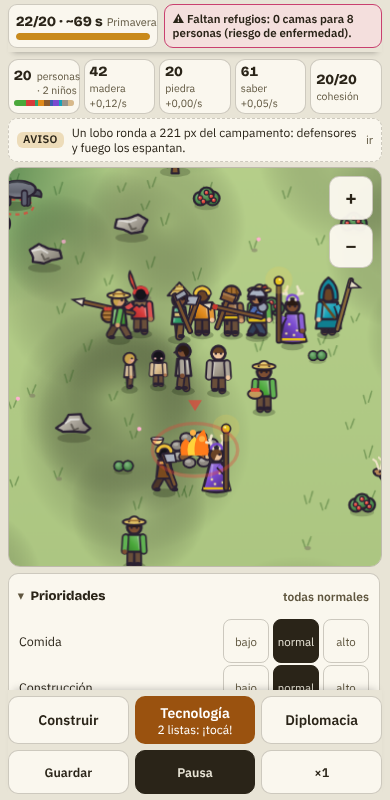 22/20 · ~69 s Primavera
⚠ Faltan refugios: 0 camas para 8
personas (riesgo de enfermedad).
20 personas
· 2 niños
42
madera
+0,12/s
20
piedra
+0,00/s
61
saber
+0,05/s
20/20
cohesión
AVISO
Un lobo ronda a 221 px del campamento: defensores
y fuego los espantan.
ir
+
−
▼ Prioridades
todas normales
Comida
bajo
normal
alto
Construcción
bajo
normal
alto
Construir
Tecnología
2 listas: ¡tocá!
Diplomacia
Guardar
Pausa
×1